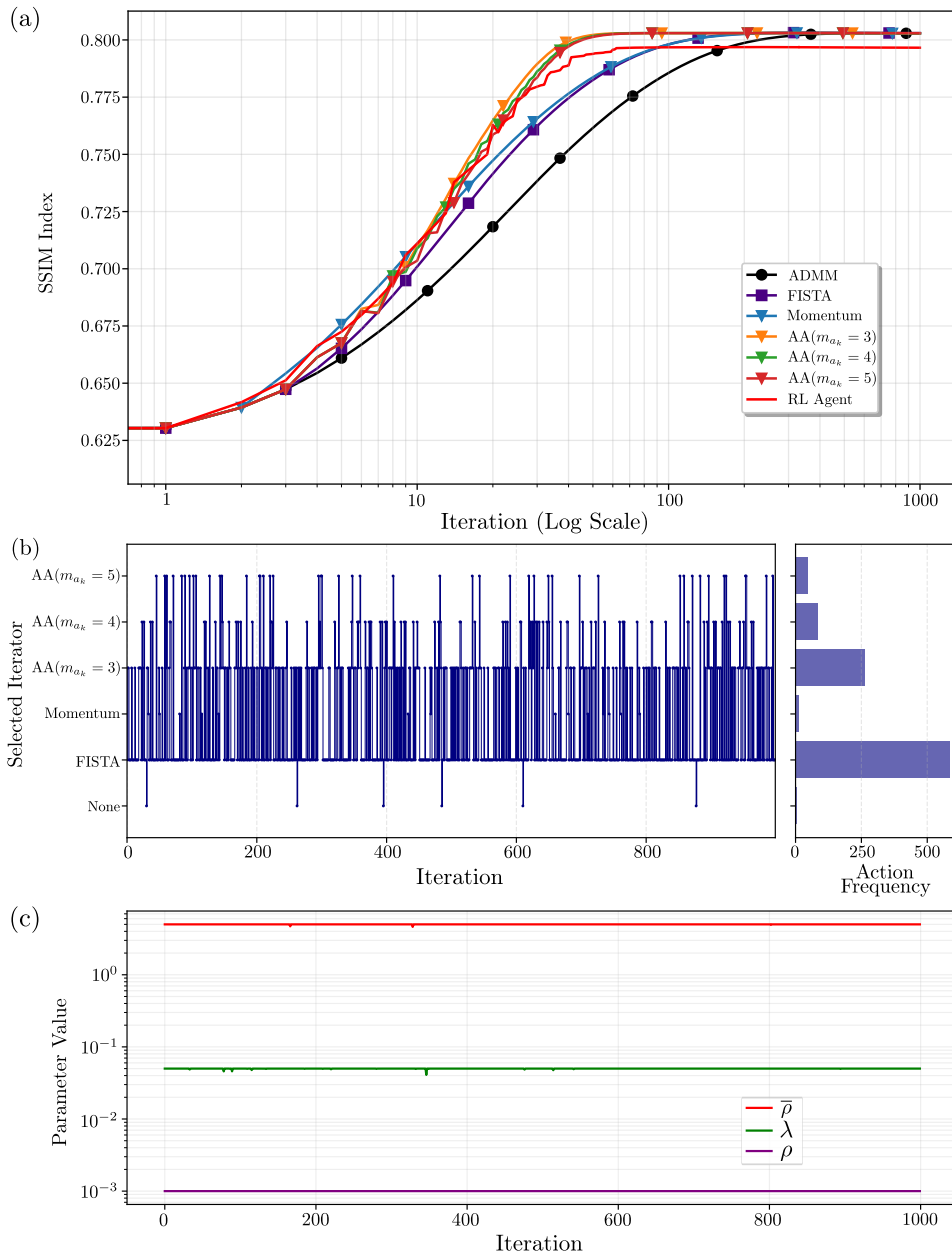 (a)
0.800
0.775
0.750
0.725
0.700
0.675
0.650
0.625
SSIM Index
ADMM
FISTA
Momentum
AA($m_{a_k} = 3$)
AA($m_{a_k} = 4$)
AA($m_{a_k} = 5$)
RL Agent
1 10 100 1000
Iteration (Log Scale)
(b)
AA($m_{a_k} = 5$)
AA($m_{a_k} = 4$)
AA($m_{a_k} = 3$)
Momentum
FISTA
None
Selected Iterator
0 200 400 600 800
Iteration
0 250 500
Action
Frequency
(c)
$10^0$
$10^{-1}$
$10^{-2}$
$10^{-3}$
Parameter Value
$\overline{\rho}$
$\lambda$
$\rho$
0 200 400 600 800 1000
Iteration